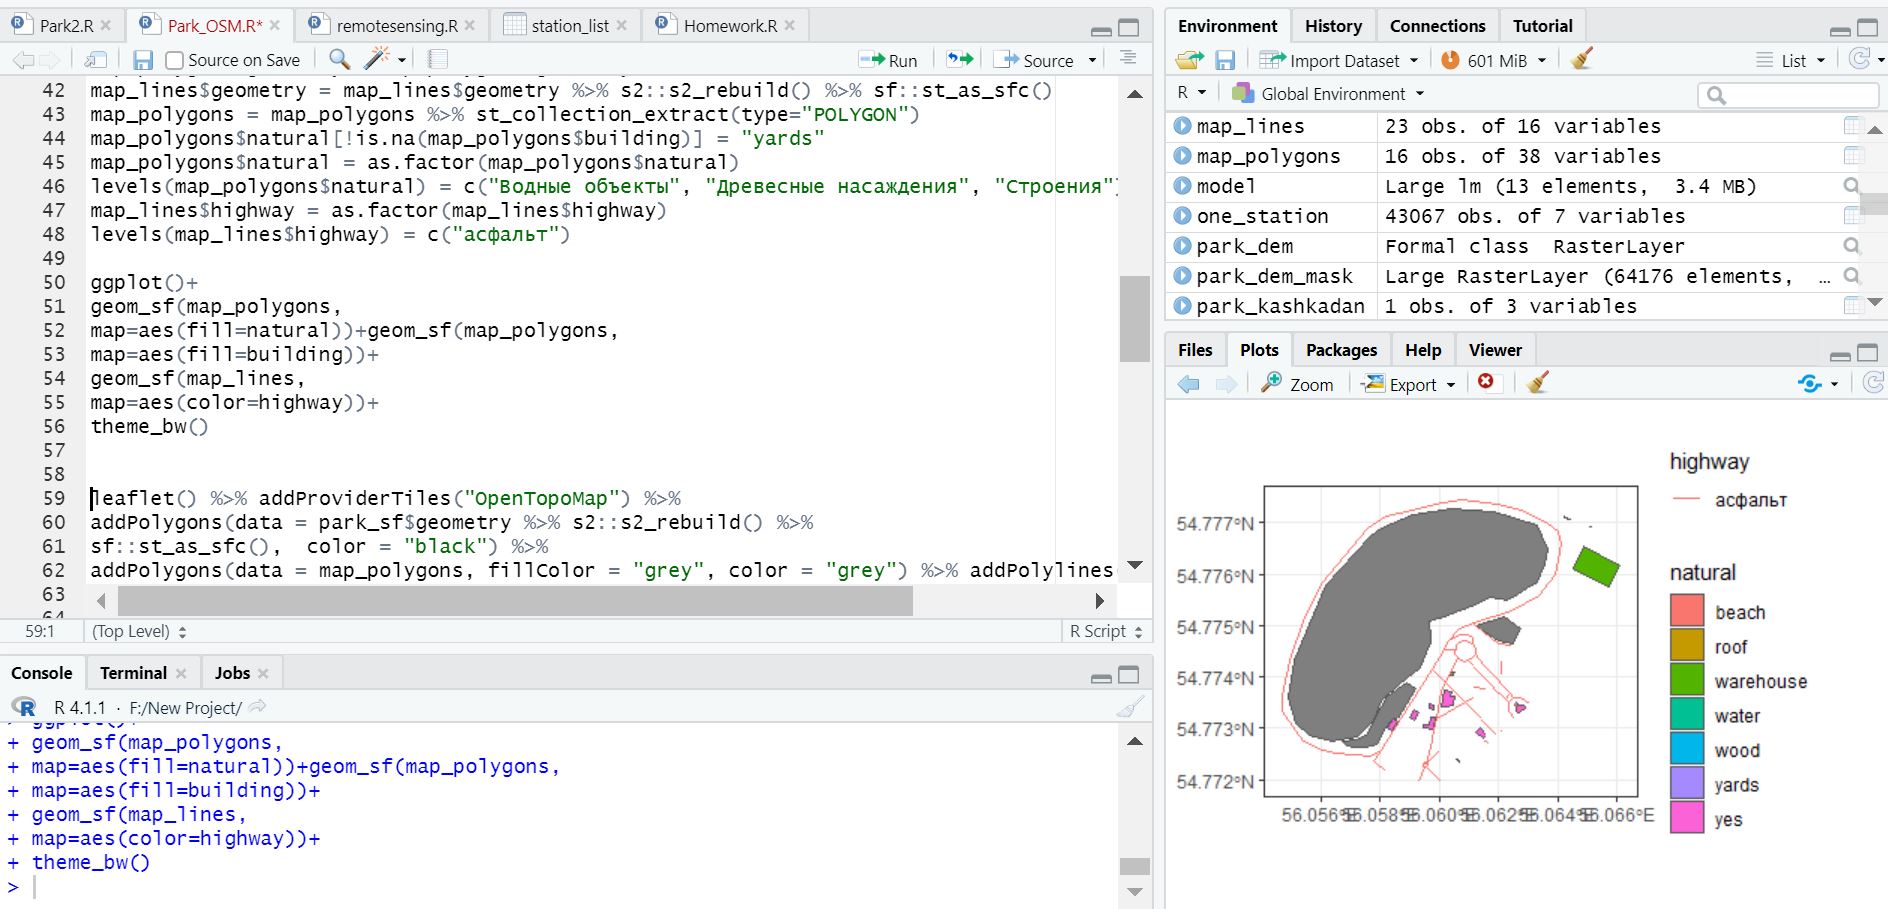 Park2.R
Park_OSM.R*
remotesensing.R
station_list
Homework.R
Source on Save
Run
Source
42 map_lines$geometry = map_lines$geometry %>% s2::s2_rebuild() %>% sf::st_as_sfc()
43 map_polygons = map_polygons %>% st_collection_extract(type="POLYGON")
44 map_polygons$natural[!is.na(map_polygons$building)] = "yards"
45 map_polygons$natural = as.factor(map_polygons$natural)
46 levels(map_polygons$natural) = c("Водные объекты", "Древесные насаждения", "Строения")
47 map_lines$highway = as.factor(map_lines$highway)
48 levels(map_lines$highway) = c("асфальт")
49
50 ggplot()+
51 geom_sf(map_polygons,
52 map=aes(fill=natural))+geom_sf(map_polygons,
53 map=aes(fill=building))+
54 geom_sf(map_lines,
55 map=aes(color=highway))+
56 theme_bw()
57
58
59 leaflet() %>% addProviderTiles("OpenTopoMap") %>%
60 addPolygons(data = park_sf$geometry %>% s2::s2_rebuild() %>%
61 sf::st_as_sfc(),  color = "black") %>%
62 addPolygons(data = map_polygons, fillColor = "grey", color = "grey") %>% addPolylines
63
59:1
(Top Level)
R Script
Console
Terminal
Jobs
R 4.1.1 · F:/New Project/
> ggplot()+
+ geom_sf(map_polygons,
+ map=aes(fill=natural))+geom_sf(map_polygons,
+ map=aes(fill=building))+
+ geom_sf(map_lines,
+ map=aes(color=highway))+
+ theme_bw()
>
Environment
History
Connections
Tutorial
Import Dataset
601 MiB
List
R
Global Environment
map_lines 23 obs. of 16 variables
map_polygons 16 obs. of 38 variables
model Large lm (13 elements,  3.4 MB)
one_station 43067 obs. of 7 variables
park_dem Formal class  RasterLayer
park_dem_mask Large RasterLayer (64176 elements,  …
park_kashkadan 1 obs. of 3 variables
Files
Plots
Packages
Help
Viewer
Zoom
Export
54.777°N
54.776°N
54.775°N
54.774°N
54.773°N
54.772°N
56.056°E 56.058°E 56.060°E 56.062°E 56.064°E 56.066°E
highway
асфальт
natural
beach
roof
warehouse
water
wood
yards
yes